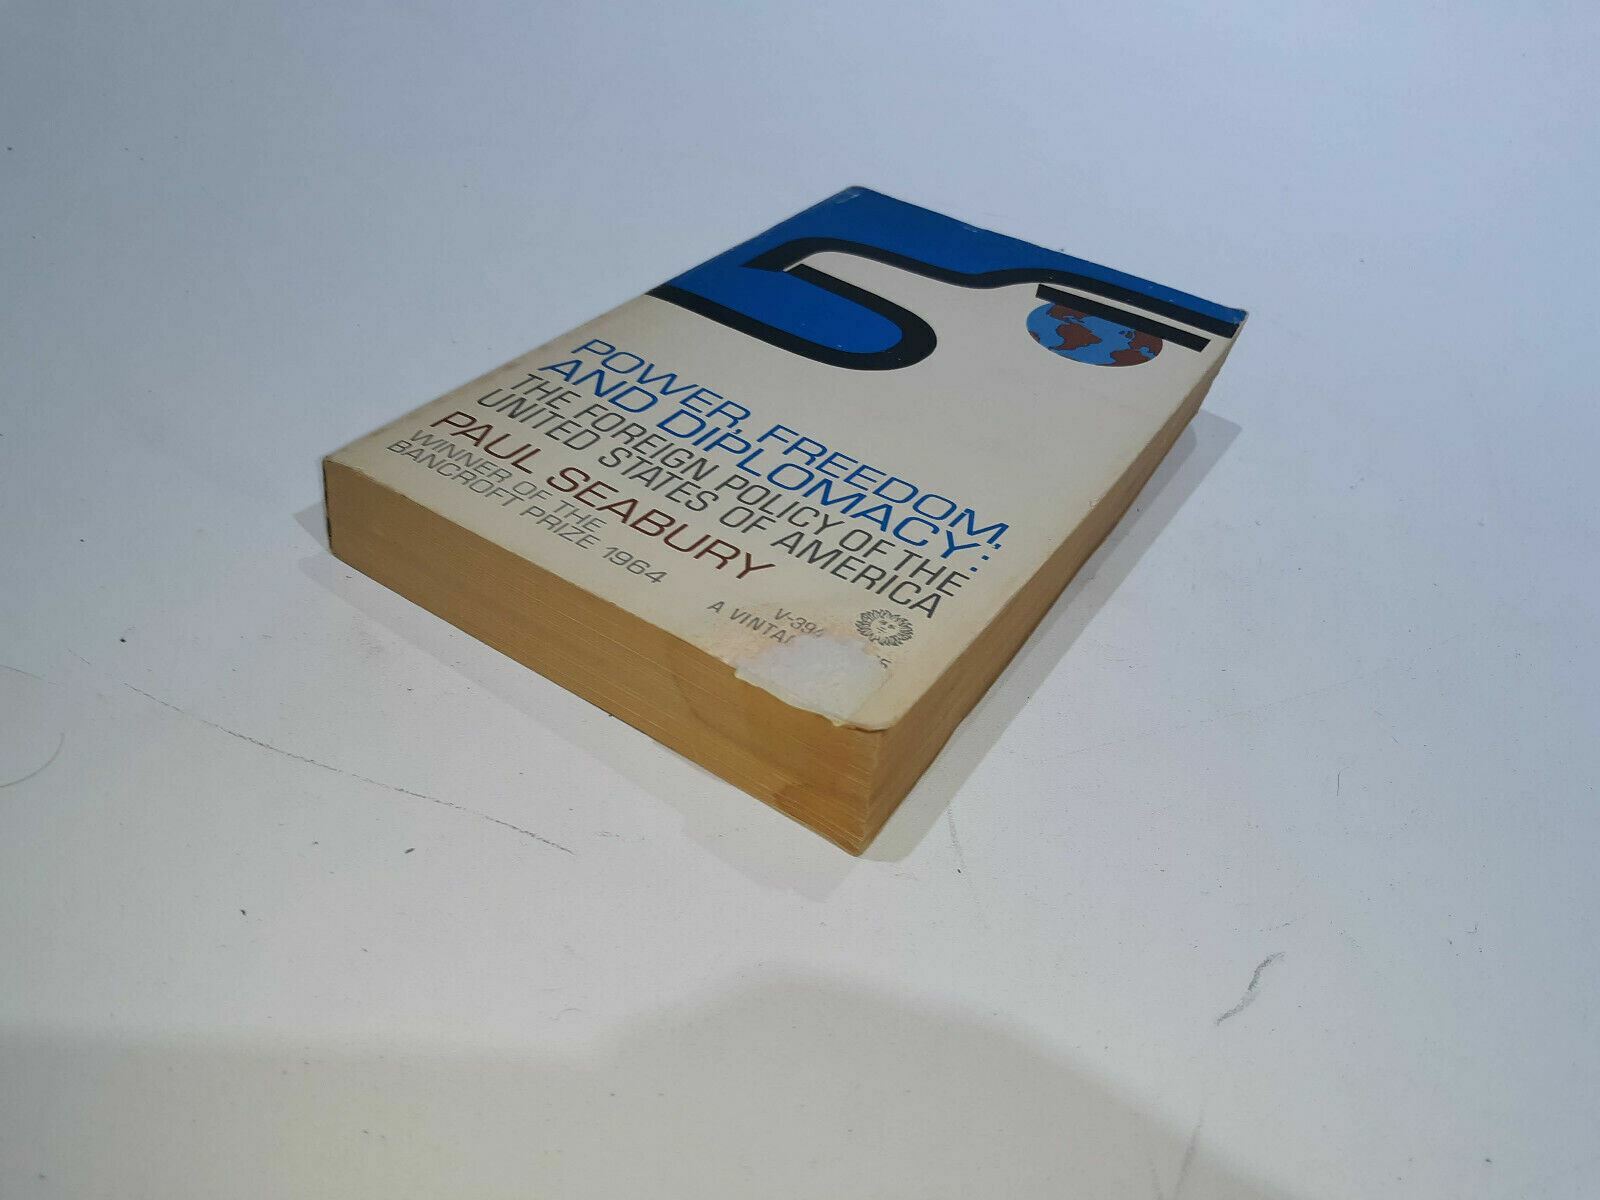 POWER, FREEDOM,
AND DIPLOMACY:
THE FOREIGN POLICY OF THE
UNITED STATES OF AMERICA
PAUL SEABURY
WINNER OF THE
BANCROFT PRIZE 1964
A